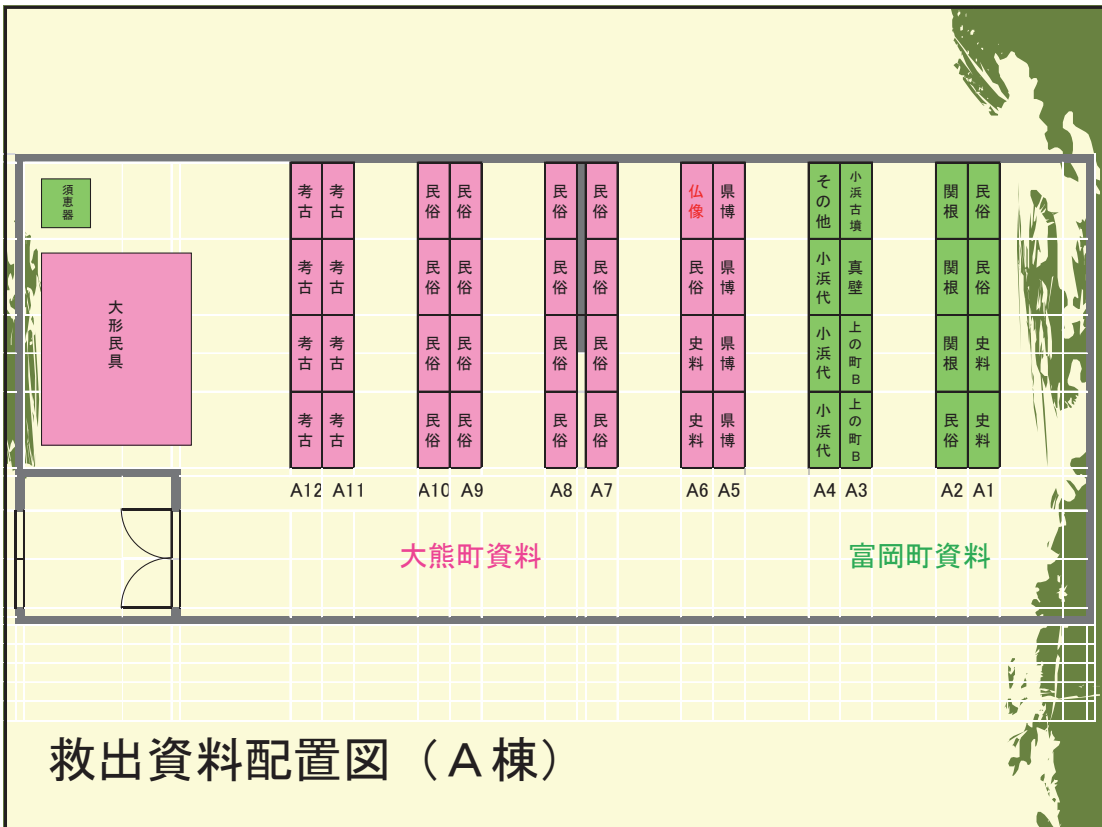 須恵器
大形民具
考古 考古 民俗 民俗 民俗 民俗 仏像 県博 その他 小浜古墳 関根 民俗
考古 考古 民俗 民俗 民俗 民俗 民俗 県博 小浜代 真壁 関根 民俗
考古 考古 民俗 民俗 民俗 民俗 史料 県博 小浜代 上の町B 関根 史料
考古 考古 民俗 民俗 民俗 民俗 史料 県博 小浜代 上の町B 民俗 史料
A12 A11 A10 A9 A8 A7 A6 A5 A4 A3 A2 A1
大熊町資料 富岡町資料
救出資料配置図（A棟）